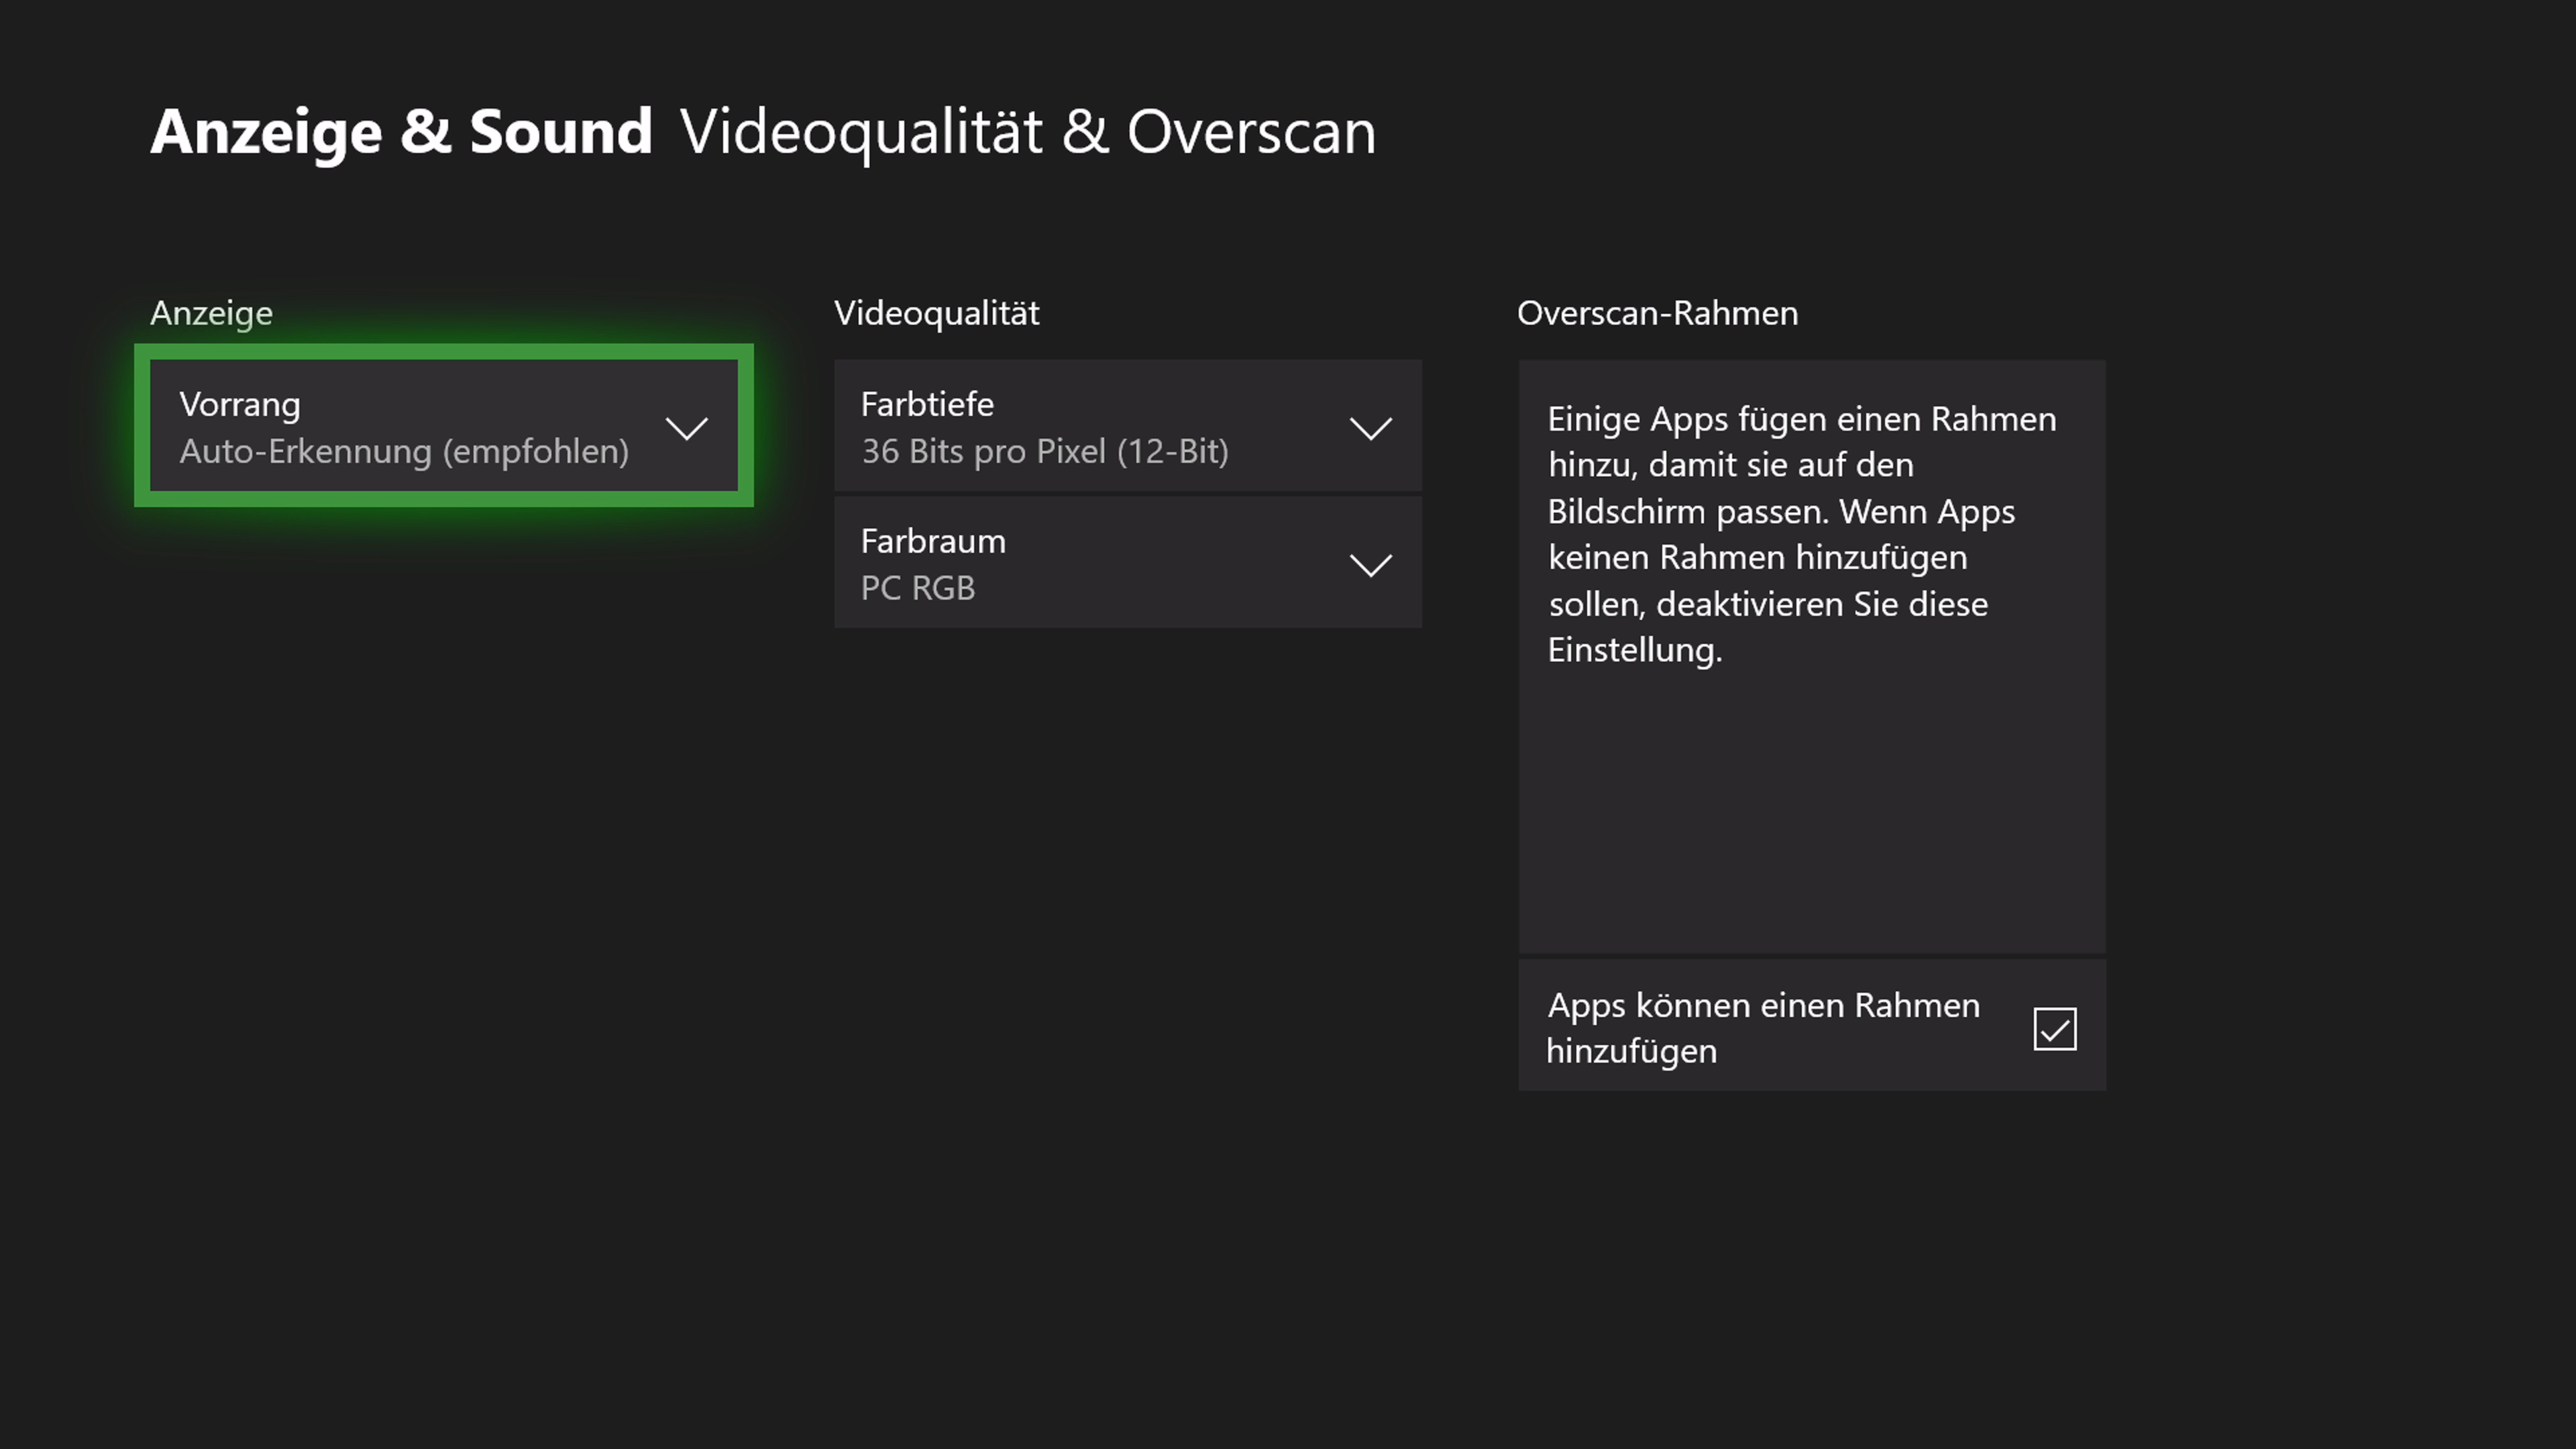 Anzeige & Sound Videoqualität & Overscan
Anzeige
Vorrang
Auto-Erkennung (empfohlen)
Videoqualität
Farbtiefe
36 Bits pro Pixel (12-Bit)
Farbraum
PC RGB
Overscan-Rahmen
Einige Apps fügen einen Rahmen
hinzu, damit sie auf den
Bildschirm passen. Wenn Apps
keinen Rahmen hinzufügen
sollen, deaktivieren Sie diese
Einstellung.
Apps können einen Rahmen
hinzufügen